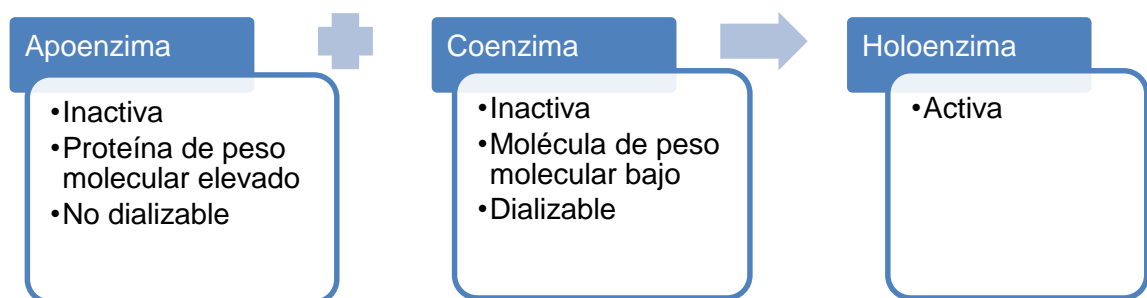 Apoenzima
•Inactiva
•Proteína de peso
molecular elevado
•No dializable
Coenzima
•Inactiva
•Molécula de peso
molecular bajo
•Dializable
Holoenzima
•Activa